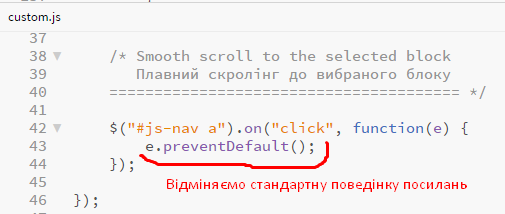 custom.js
37
38 /* Smooth scroll to the selected block
39 Плавний скролінг до вибраного блоку
40 ======================================= */
41
42 $("#js-nav a").on("click", function(e) {
43 e.preventDefault();
44 });
45 Відміняємо стандартну поведінку посилань
46 });